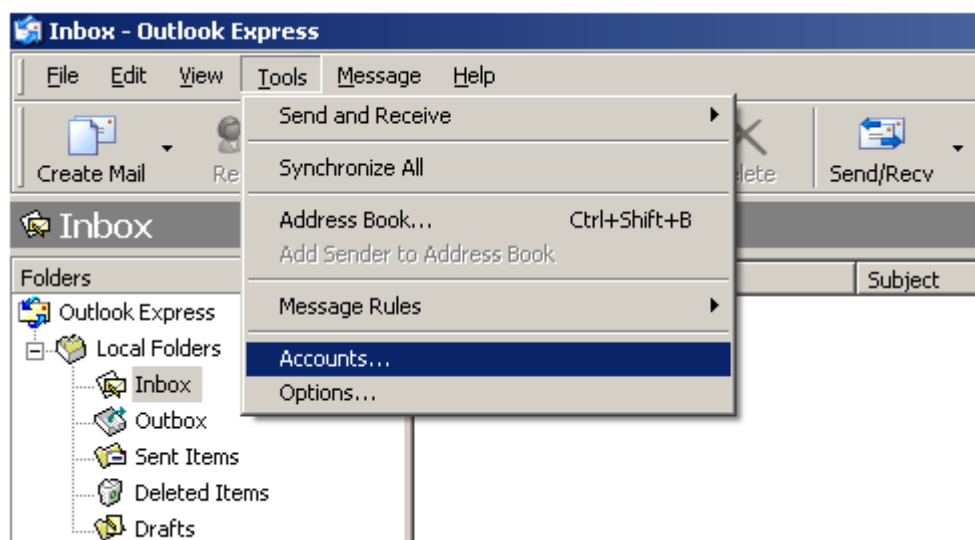 Inbox - Outlook Express
File Edit View Tools Message Help
Send and Receive
Create Mail Re lete Send/Recv
Synchronize All
Inbox
Address Book... Ctrl+Shift+B
Add Sender to Address Book
Folders Subject
Message Rules
Outlook Express
Local Folders
Accounts...
Inbox
Options...
Outbox
Sent Items
Deleted Items
Drafts